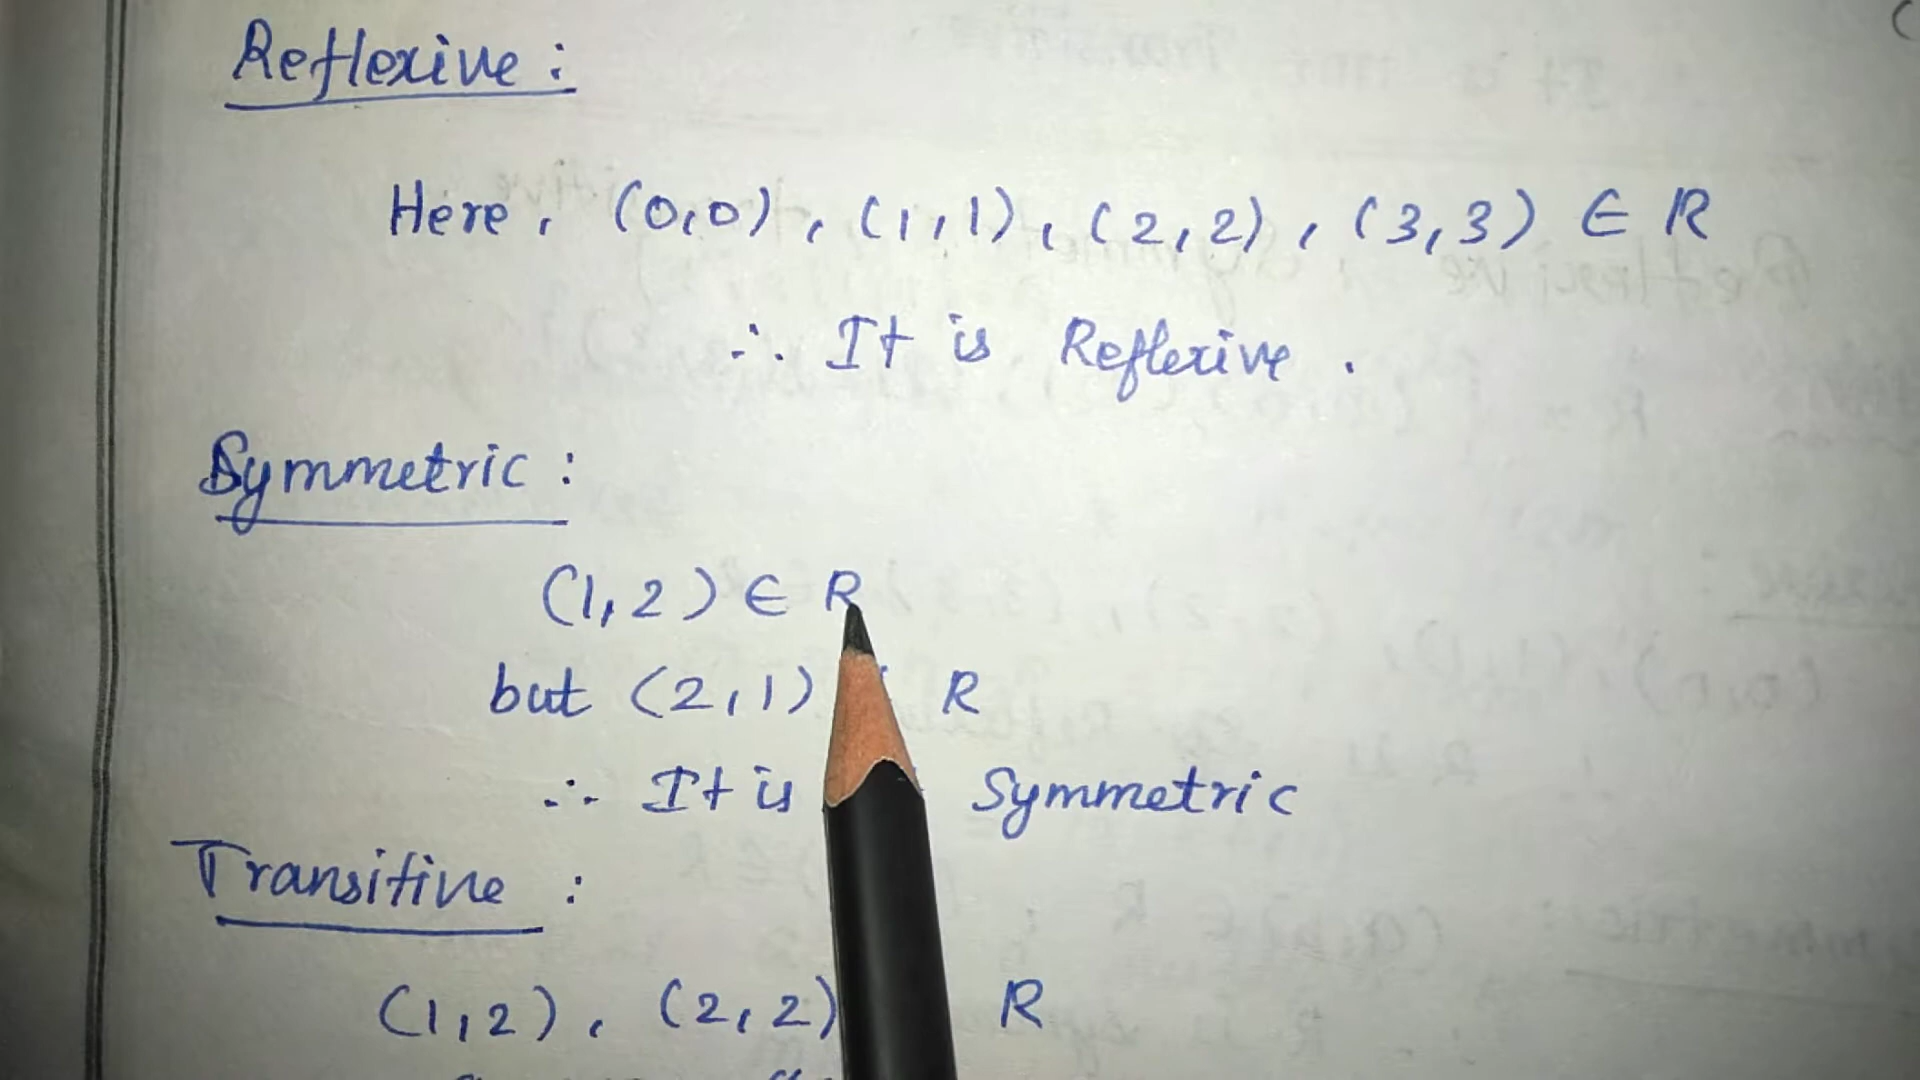 Reflexive :
Here, (0,0), (1,1), (2,2), (3,3) ∈ R
∴ It is Reflexive.
Symmetric :
(1,2) ∈ R
but (2,1) R
∴ It is Symmetric
Transitive :
(1,2), (2,2) R